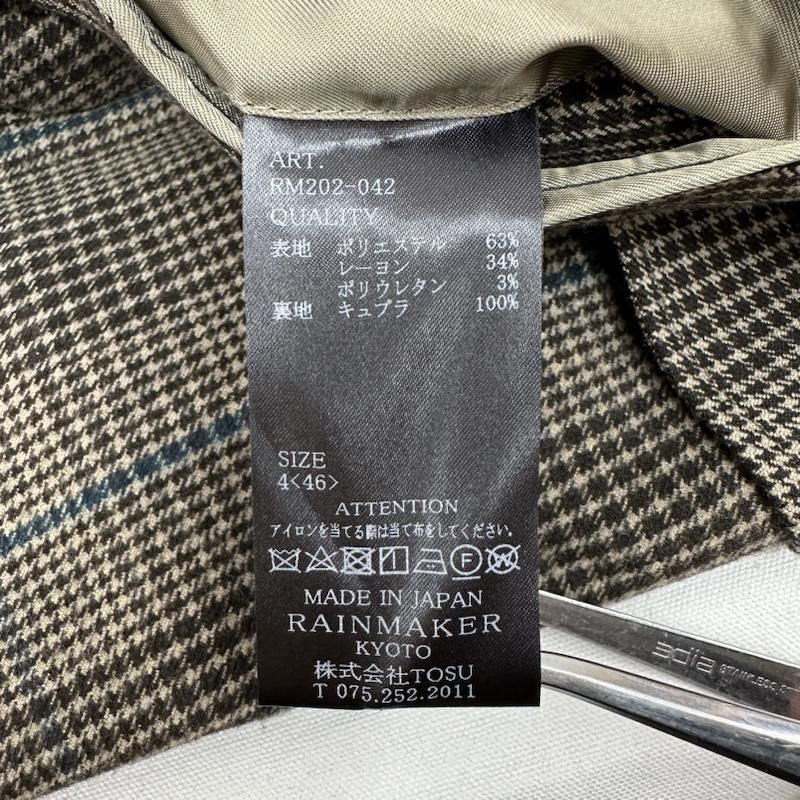 ART.
RM202-042
QUALITY
表地 ポリエステル 63%
レーヨン 34%
ポリウレタン 3%
裏地 キュプラ 100%
SIZE
4<46>
ATTENTION
アイロンを当てる際は当て布をしてください。
F W
MADE IN JAPAN
RAINMAKER
KYOTO
株式会社TOSU
T 075.252.2011